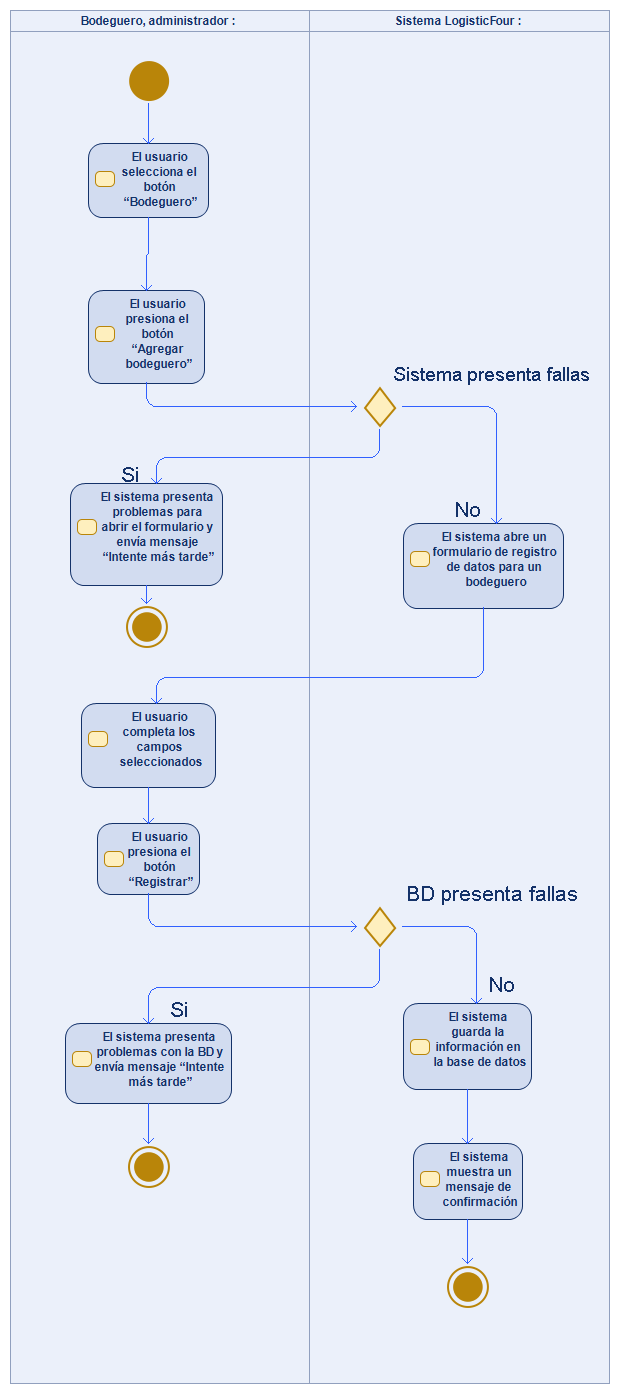 Bodeguero, administrador :
Sistema LogisticFour :
El usuario
selecciona el
botón
“Bodeguero”
El usuario
presiona el
botón
“Agregar
bodeguero”
Sistema presenta fallas
Si
El sistema presenta
problemas para
abrir el formulario y
envía mensaje
“Intente más tarde”
No
El sistema abre un
formulario de registro
de datos para un
bodeguero
El usuario
completa los
campos
seleccionados
El usuario
presiona el
botón
“Registrar”
BD presenta fallas
Si
El sistema presenta
problemas con la BD y
envía mensaje “Intente
más tarde”
No
El sistema
guarda la
información en
la base de datos
El sistema
muestra un
mensaje de
confirmación